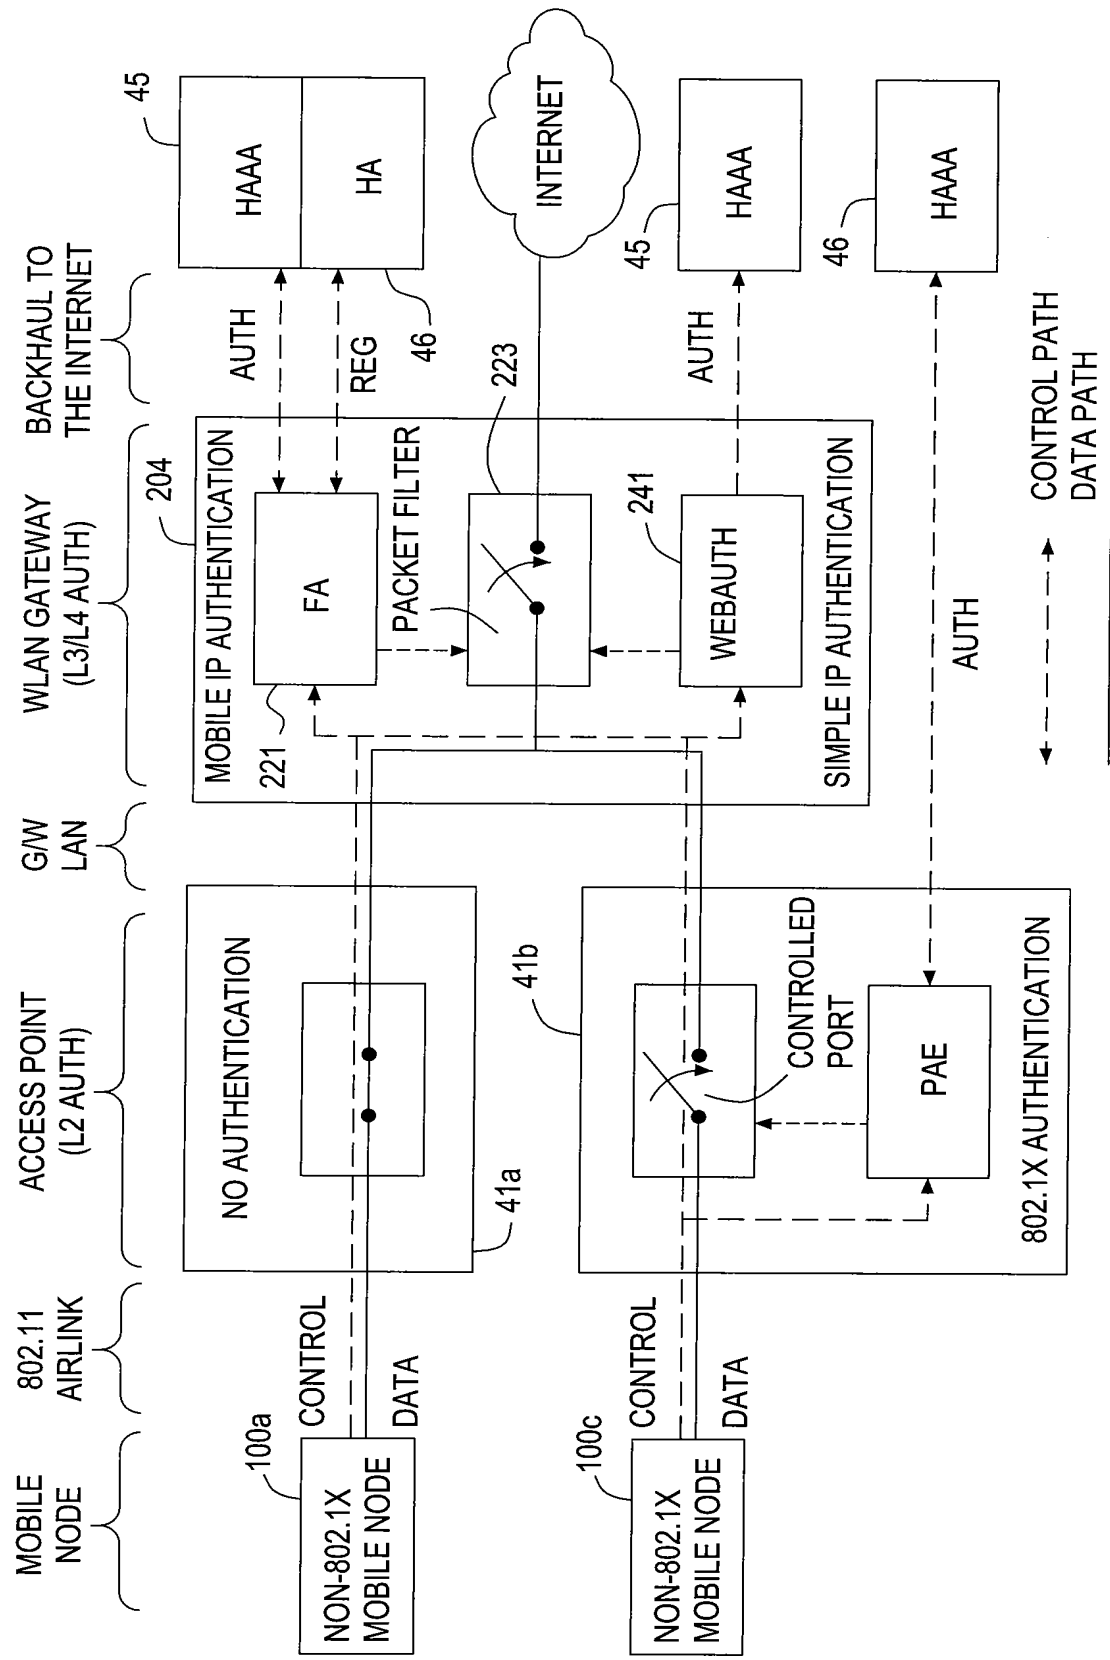 MOBILE
NODE
802.11
AIRLINK
ACCESS POINT
(L2 AUTH)
G/W
LAN
WLAN GATEWAY
(L3/L4 AUTH)
BACKHAUL TO
THE INTERNET
100a
NON-802.1X
MOBILE NODE
CONTROL
DATA
NO AUTHENTICATION
41a
204
MOBILE IP AUTHENTICATION
221
FA
PACKET FILTER
223
AUTH
REG
45
HAAA
HA
46
INTERNET
100c
NON-802.1X
MOBILE NODE
CONTROL
DATA
41b
CONTROLLED
PORT
PAE
802.1X AUTHENTICATION
241
WEBAUTH
SIMPLE IP AUTHENTICATION
AUTH
45
HAAA
AUTH
46
HAAA
CONTROL PATH
DATA PATH